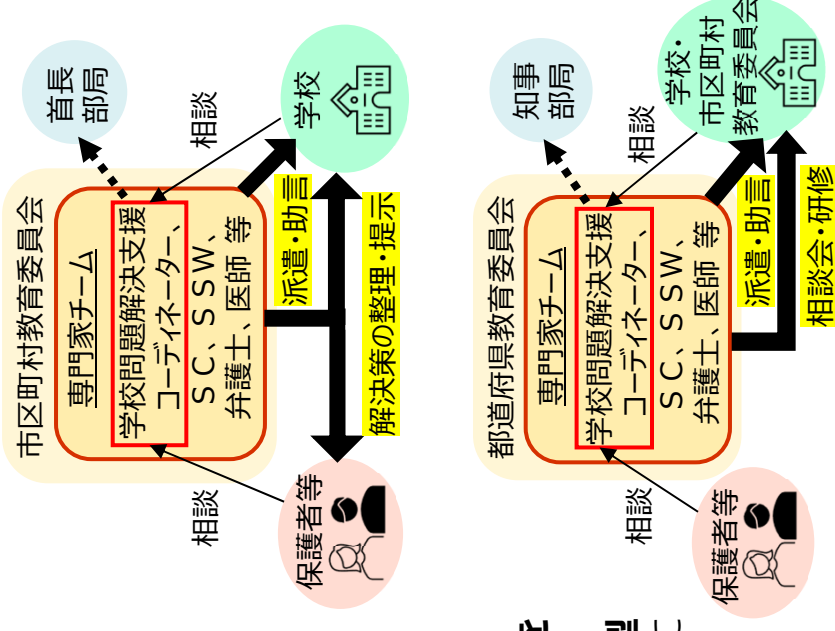 市区町村教育委員会
専門家チーム
学校問題解決支援
コーディネーター、
ＳＣ、ＳＳＷ、
弁護士、医師 等
首長
部局
相談
学校
派遣・助言
解決策の整理・提示
相談
保護者等
都道府県教育委員会
専門家チーム
学校問題解決支援
コーディネーター、
ＳＣ、ＳＳＷ、
弁護士、医師 等
知事
部局
相談
学校・
市区町村
教育委員会
派遣・助言
相談会・研修
相談
保護者等